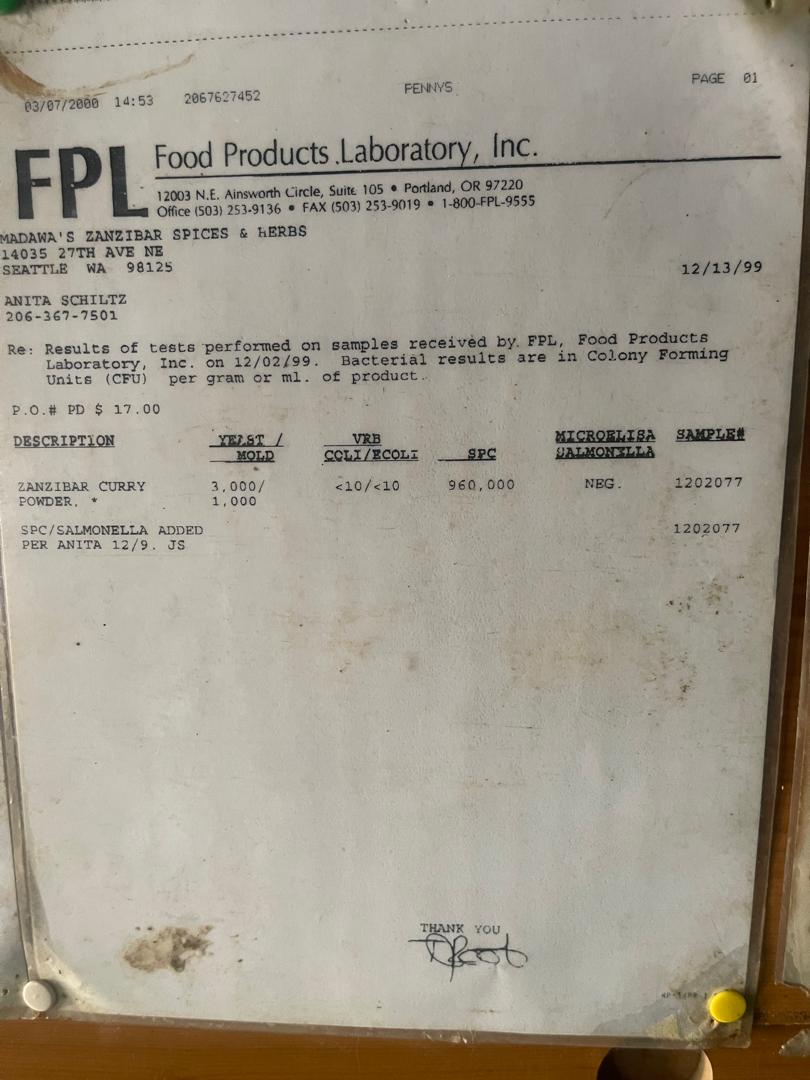 03/07/2000 14:53 2067627452 PENNYS PAGE 01
FPL Food Products Laboratory, Inc.
12003 N.E. Ainsworth Circle, Suite 105 • Portland, OR 97220
Office (503) 253-9136 • FAX (503) 253-9019 • 1-800-FPL-9555
MADAWA'S ZANZIBAR SPICES & HERBS
14035 27TH AVE NE
SEATTLE WA 98125 12/13/99
ANITA SCHILTZ
206-367-7501
Re: Results of tests performed on samples received by FPL, Food Products
Laboratory, Inc. on 12/02/99. Bacterial results are in Colony Forming
Units (CFU) per gram or ml. of product.
P.O.# PD $ 17.00
DESCRIPTION YEAST / VRB MICROELISA SAMPLE#
MOLD COLI/ECOLI SPC SALMONELLA
ZANZIBAR CURRY 3,000/ <10/<10 960,000 NEG. 1202077
POWDER. * 1,000
SPC/SALMONELLA ADDED 1202077
PER ANITA 12/9. JS
THANK YOU